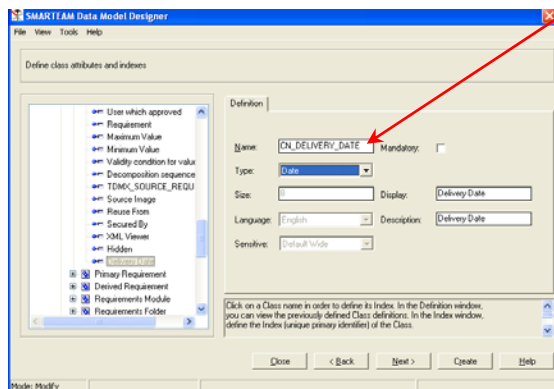 SMARTEAM Data Model Designer
File View Tools Help
Define class attributes and indexes
User which approved
Requirement
Maximum Value
Minimum Value
Validity condition for value
Decomposition sequence
TDMX_SOURCE_REQU
Source Image
Reuse From
Secured By
XML Viewer
Hidden
Delivery Date
Primary Requirement
Derived Requirement
Requirements Module
Requirements Folder
Definition
Name: CN_DELIVERY_DATE Mandatory:
Type: Date
Size: 0 Display: Delivery Date
Language: English Description: Delivery Date
Sensitive: Default Wide
Click on a Class name in order to define its Index. In the Definition window,
you can view the previously defined Class definitions. In the Index window,
define the Index (unique primary identifier) of the Class.
Close < Back Next > Create Help
Mode: Modify